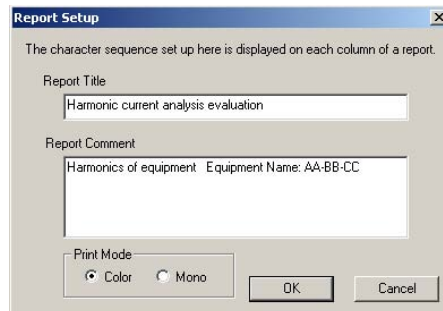 Report Setup
The character sequence set up here is displayed on each column of a report.
Report Title
Harmonic current analysis evaluation
Report Comment
Harmonics of equipment   Equipment Name: AA-BB-CC
Print Mode
Color   Mono
OK   Cancel